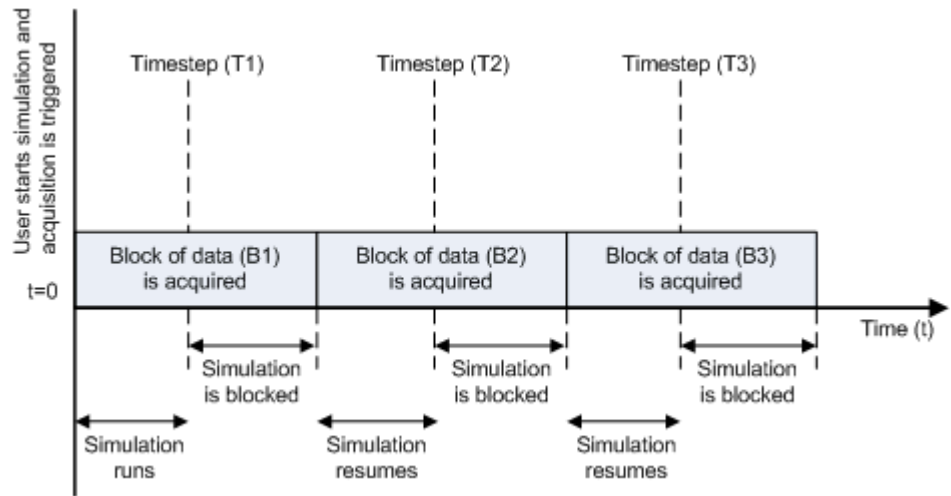 User starts simulation and
acquisition is triggered
Timestep (T1)
Timestep (T2)
Timestep (T3)
Block of data (B1)
is acquired
Block of data (B2)
is acquired
Block of data (B3)
is acquired
t=0
Time (t)
Simulation
is blocked
Simulation
is blocked
Simulation
is blocked
Simulation
runs
Simulation
resumes
Simulation
resumes